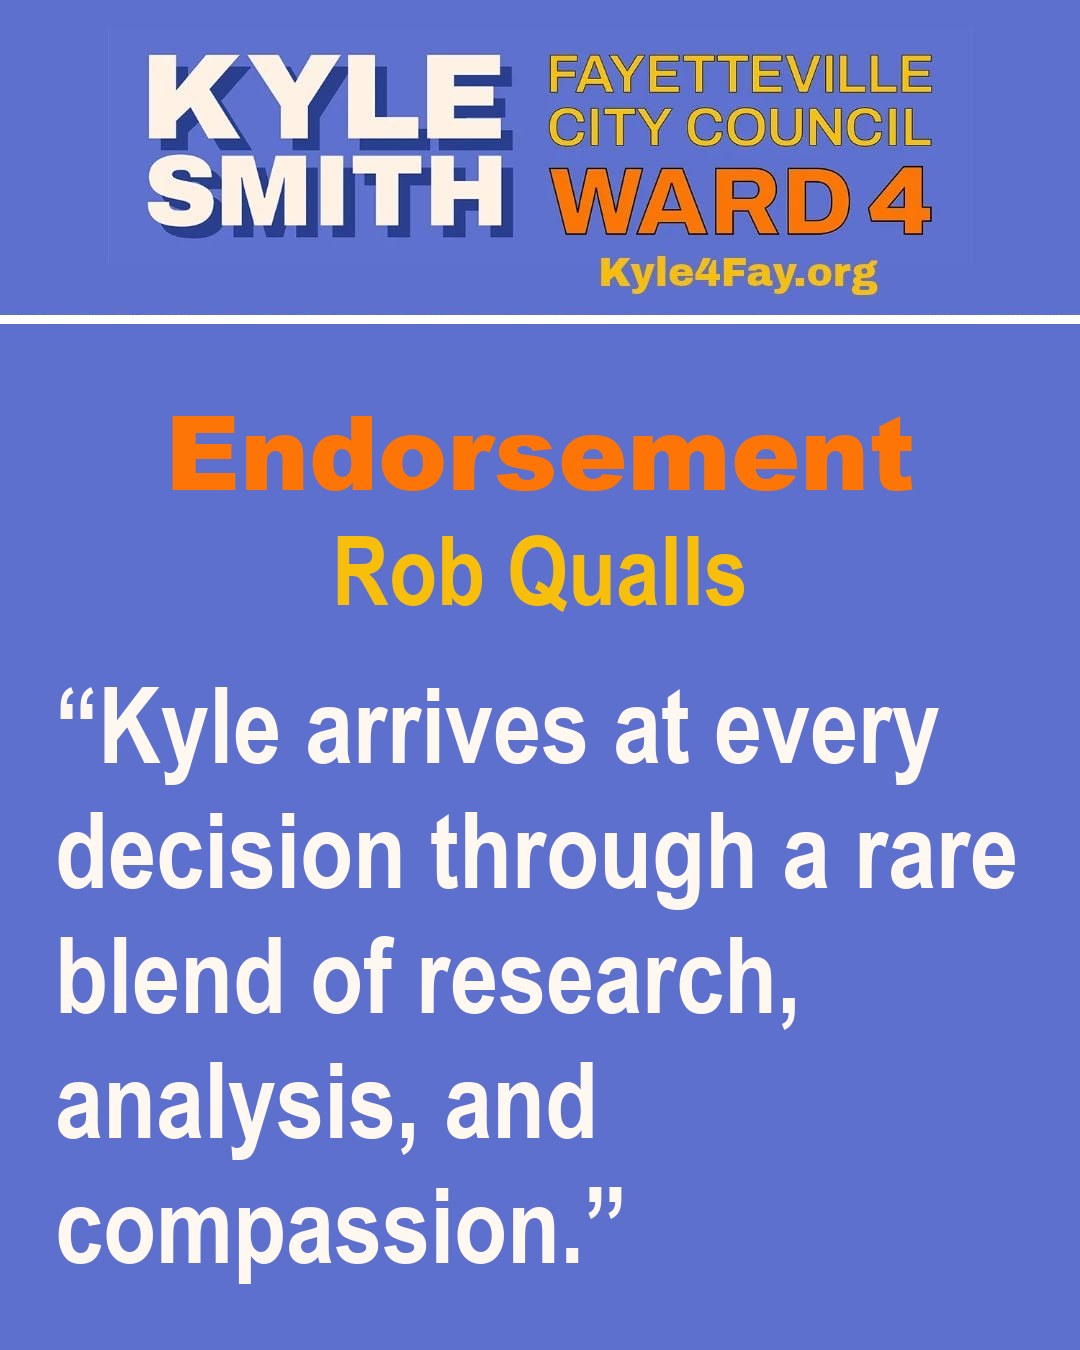 KYLE
SMITH
FAYETTEVILLE
CITY COUNCIL
WARD 4
Kyle4Fay.org
Endorsement
Rob Qualls
“Kyle arrives at every
decision through a rare
blend of research,
analysis, and
compassion.”